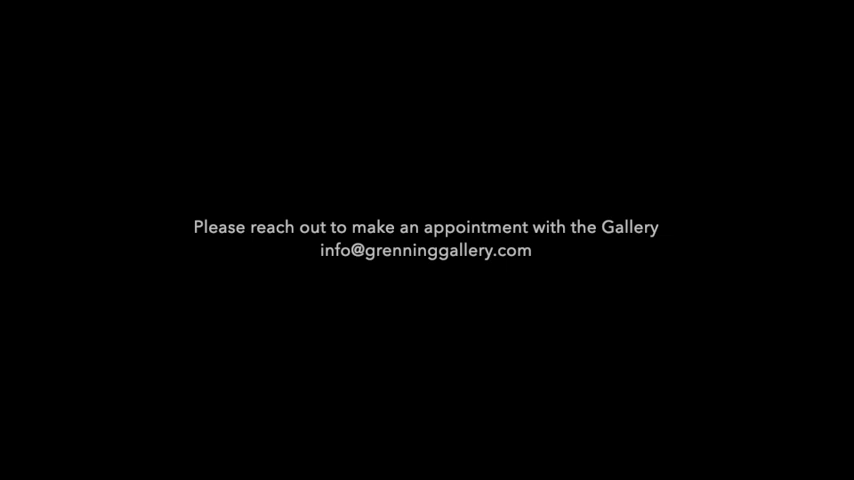 Please reach out to make an appointment with the Gallery
info@grenninggallery.com